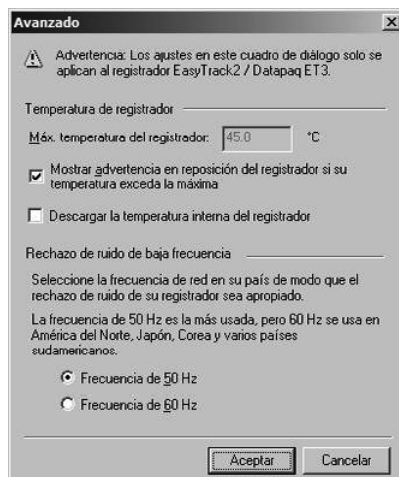 Avanzado
Advertencia: Los ajustes en este cuadro de diálogo solo se
aplican al registrador EasyTrack2 / Datapaq ET3.
Temperatura de registrador
Máx. temperatura del registrador: 45.0 °C
Mostrar advertencia en reposición del registrador si su
temperatura exceda la máxima
Descargar la temperatura interna del registrador
Rechazo de ruido de baja frecuencia
Seleccione la frecuencia de red en su país de modo que el
rechazo de ruido de su registrador sea apropiado.
La frecuencia de 50 Hz es la más usada, pero 60 Hz se usa en
América del Norte, Japón, Corea y varios países
sudamericanos.
Frecuencia de 50 Hz
Frecuencia de 60 Hz
Aceptar Cancelar